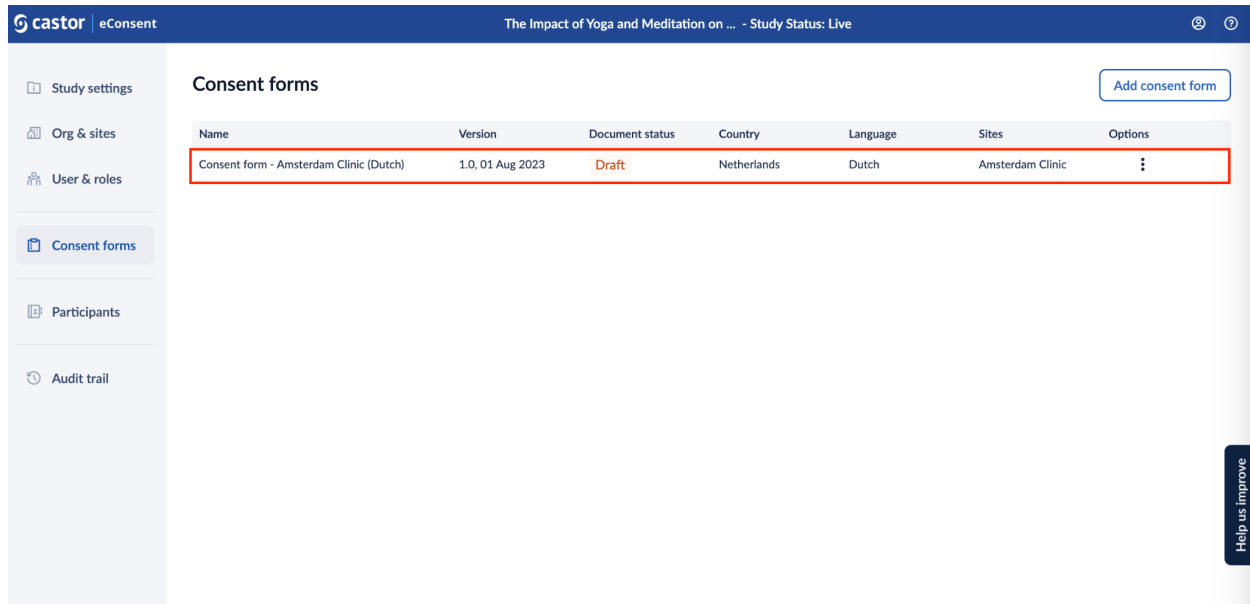 castor | eConsent
The Impact of Yoga and Meditation on ... - Study Status: Live
Study settings
Org & sites
User & roles
Consent forms
Participants
Audit trail
Consent forms
Add consent form
Name Version Document status Country Language Sites Options
Consent form - Amsterdam Clinic (Dutch) 1.0, 01 Aug 2023 Draft Netherlands Dutch Amsterdam Clinic
Help us improve